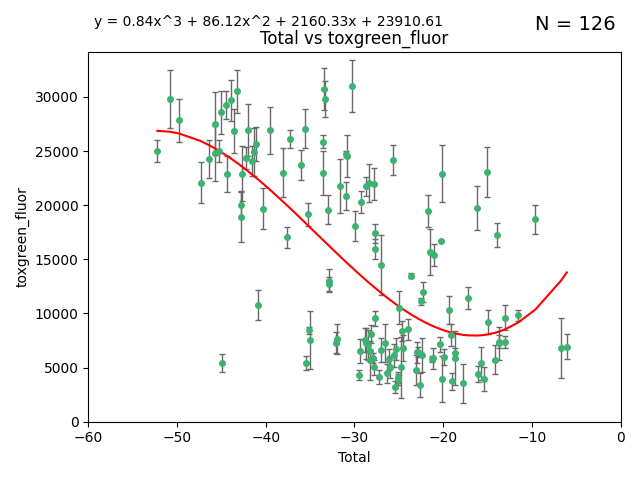 y = 0.84x^3 + 86.12x^2 + 2160.33x + 23910.61
N = 126
Total vs toxgreen_fluor
toxgreen_fluor
30000
25000
20000
15000
10000
5000
0
−60
−50
−40
−30
−20
−10
0
Total